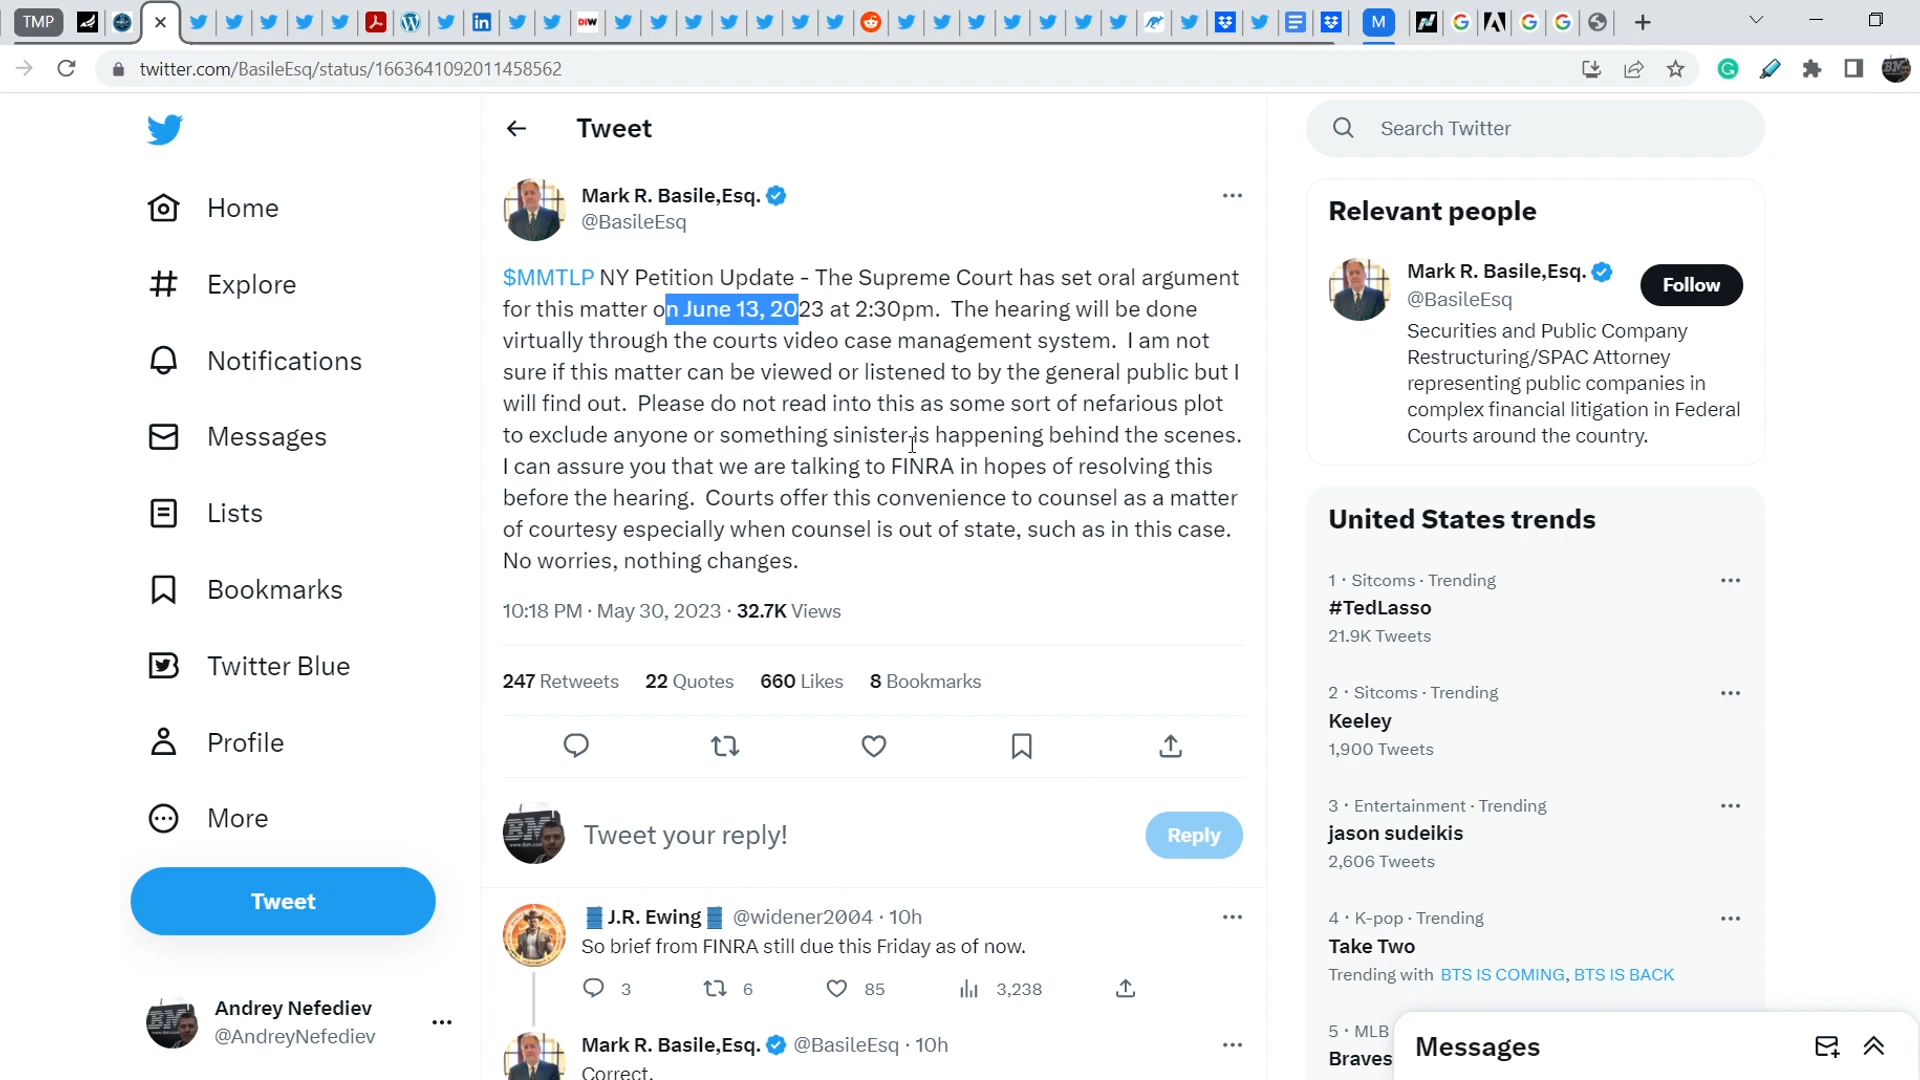 TMP
DIW
M
twitter.com/BasileEsq/status/1663641092011458562
Home
Explore
Notifications
Messages
Lists
Bookmarks
Twitter Blue
Profile
More
Tweet
Andrey Nefediev
@AndreyNefediev
Tweet
Mark R. Basile,Esq.
@BasileEsq
$MMTLP NY Petition Update - The Supreme Court has set oral argument
for this matter on June 13, 2023 at 2:30pm.  The hearing will be done
virtually through the courts video case management system.  I am not
sure if this matter can be viewed or listened to by the general public but I
will find out.  Please do not read into this as some sort of nefarious plot
to exclude anyone or something sinister is happening behind the scenes.
I can assure you that we are talking to FINRA in hopes of resolving this
before the hearing.  Courts offer this convenience to counsel as a matter
of courtesy especially when counsel is out of state, such as in this case.
No worries, nothing changes.
10:18 PM · May 30, 2023 · 32.7K Views
247 Retweets 22 Quotes 660 Likes 8 Bookmarks
Tweet your reply!
Reply
J.R. Ewing @widener2004 · 10h
So brief from FINRA still due this Friday as of now.
3 6 85 3,238
Mark R. Basile,Esq. @BasileEsq · 10h
Correct.
Search Twitter
Relevant people
Mark R. Basile,Esq.
@BasileEsq
Follow
Securities and Public Company
Restructuring/SPAC Attorney
representing public companies in
complex financial litigation in Federal
Courts around the country.
United States trends
1 · Sitcoms · Trending
#TedLasso
21.9K Tweets
2 · Sitcoms · Trending
Keeley
1,900 Tweets
3 · Entertainment · Trending
jason sudeikis
2,606 Tweets
4 · K-pop · Trending
Take Two
Trending with BTS IS COMING, BTS IS BACK
5 · MLB
Braves
Messages